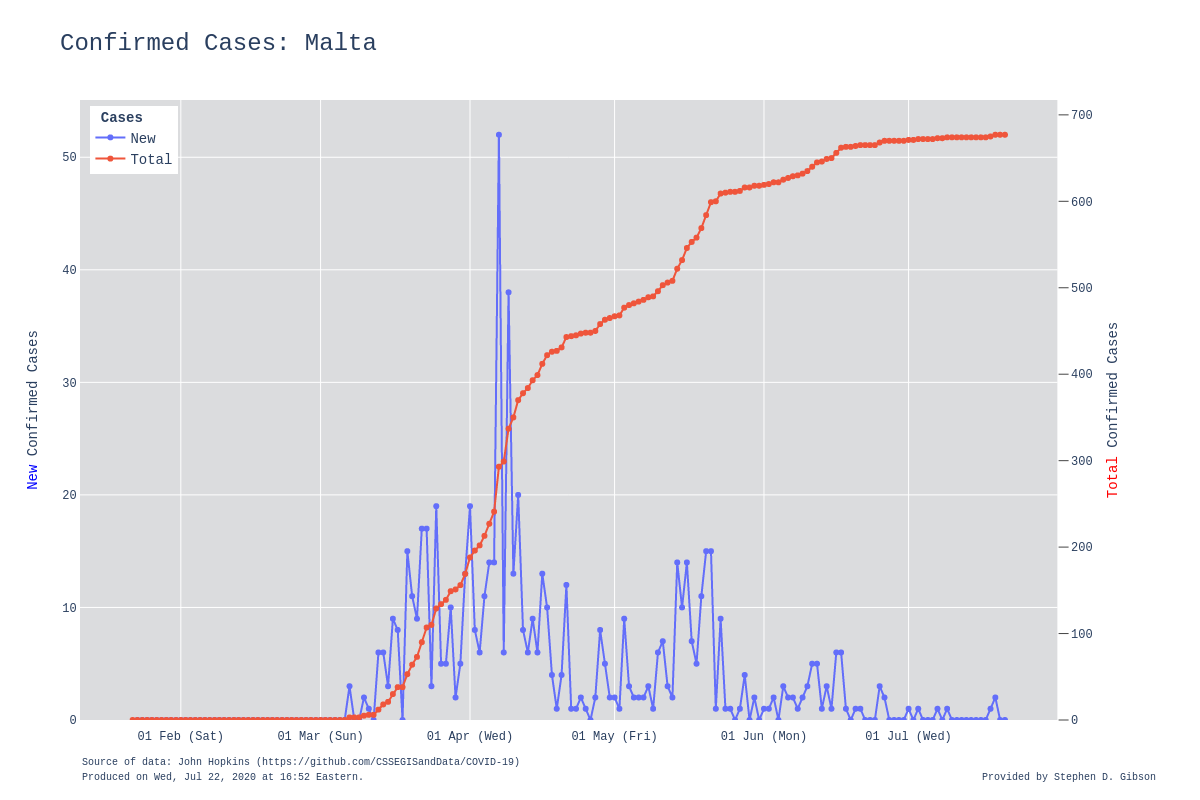 Confirmed Cases: Malta
Cases
New
Total
50
40
30
20
10
0
700
600
500
400
300
200
100
0
New Confirmed Cases
Total Confirmed Cases
01 Feb (Sat)
01 Mar (Sun)
01 Apr (Wed)
01 May (Fri)
01 Jun (Mon)
01 Jul (Wed)
Source of data: John Hopkins (https://github.com/CSSEGISandData/COVID-19)
Produced on Wed, Jul 22, 2020 at 16:52 Eastern.
Provided by Stephen D. Gibson